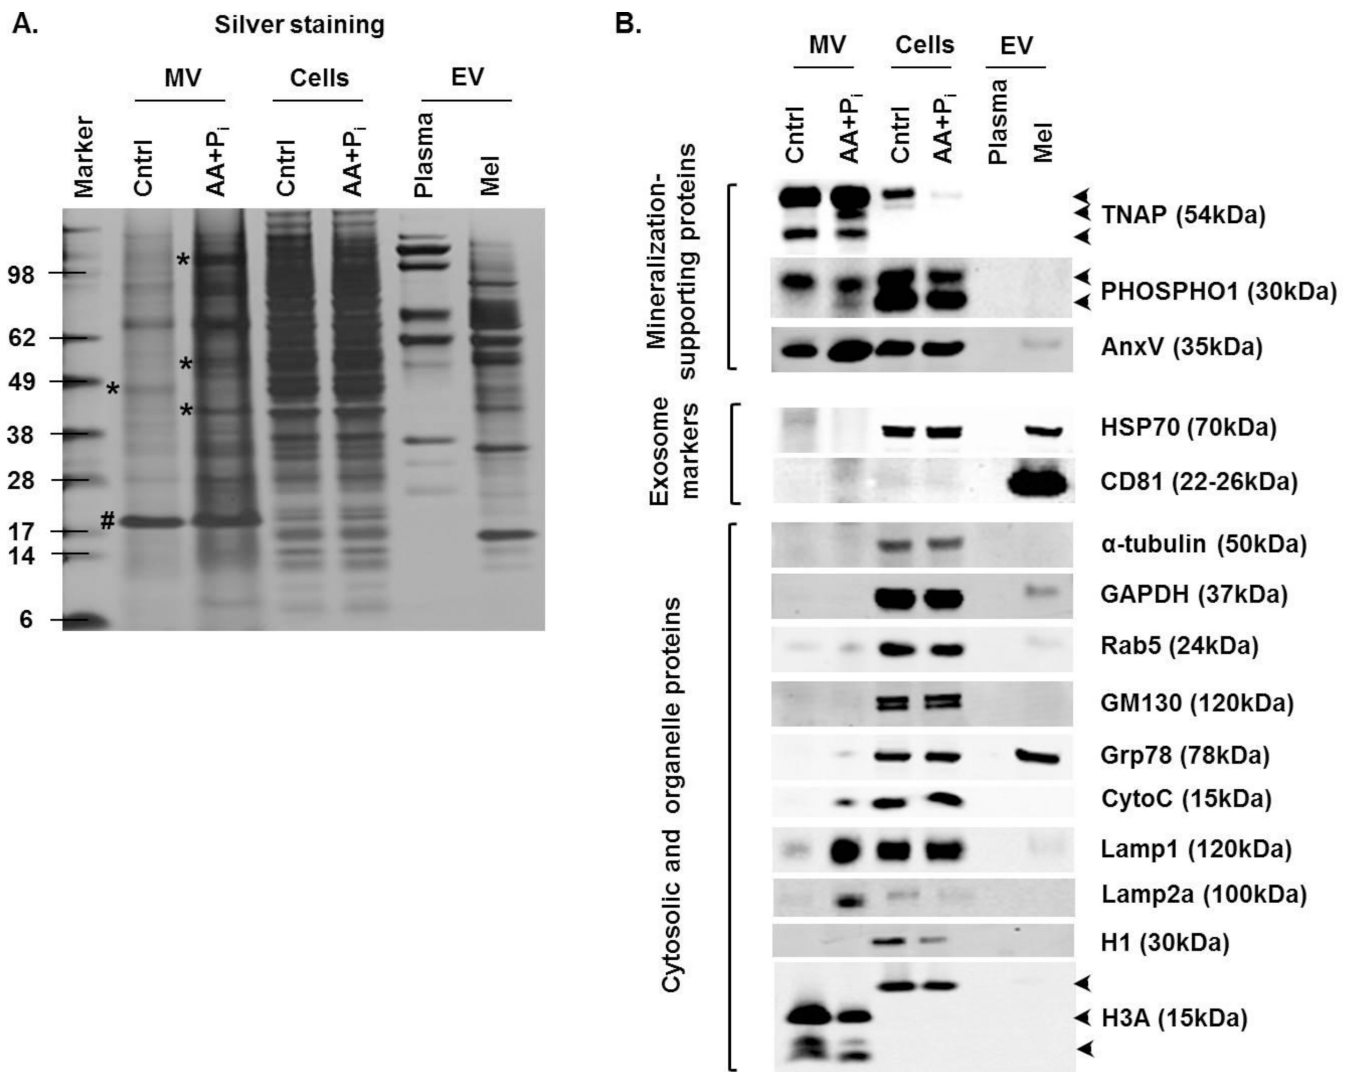 A.
Silver staining
MV Cells EV
Marker
Cntrl
AA+Pi
Cntrl
AA+Pi
Plasma
Mel
98
62
49
38
28
17
14
6
*
*
*
*
#
B.
MV Cells EV
Cntrl
AA+Pi
Cntrl
AA+Pi
Plasma
Mel
Mineralization-
supporting proteins
TNAP (54kDa)
PHOSPHO1 (30kDa)
AnxV (35kDa)
Exosome
markers
HSP70 (70kDa)
CD81 (22-26kDa)
Cytosolic and organelle proteins
α-tubulin (50kDa)
GAPDH (37kDa)
Rab5 (24kDa)
GM130 (120kDa)
Grp78 (78kDa)
CytoC (15kDa)
Lamp1 (120kDa)
Lamp2a (100kDa)
H1 (30kDa)
H3A (15kDa)